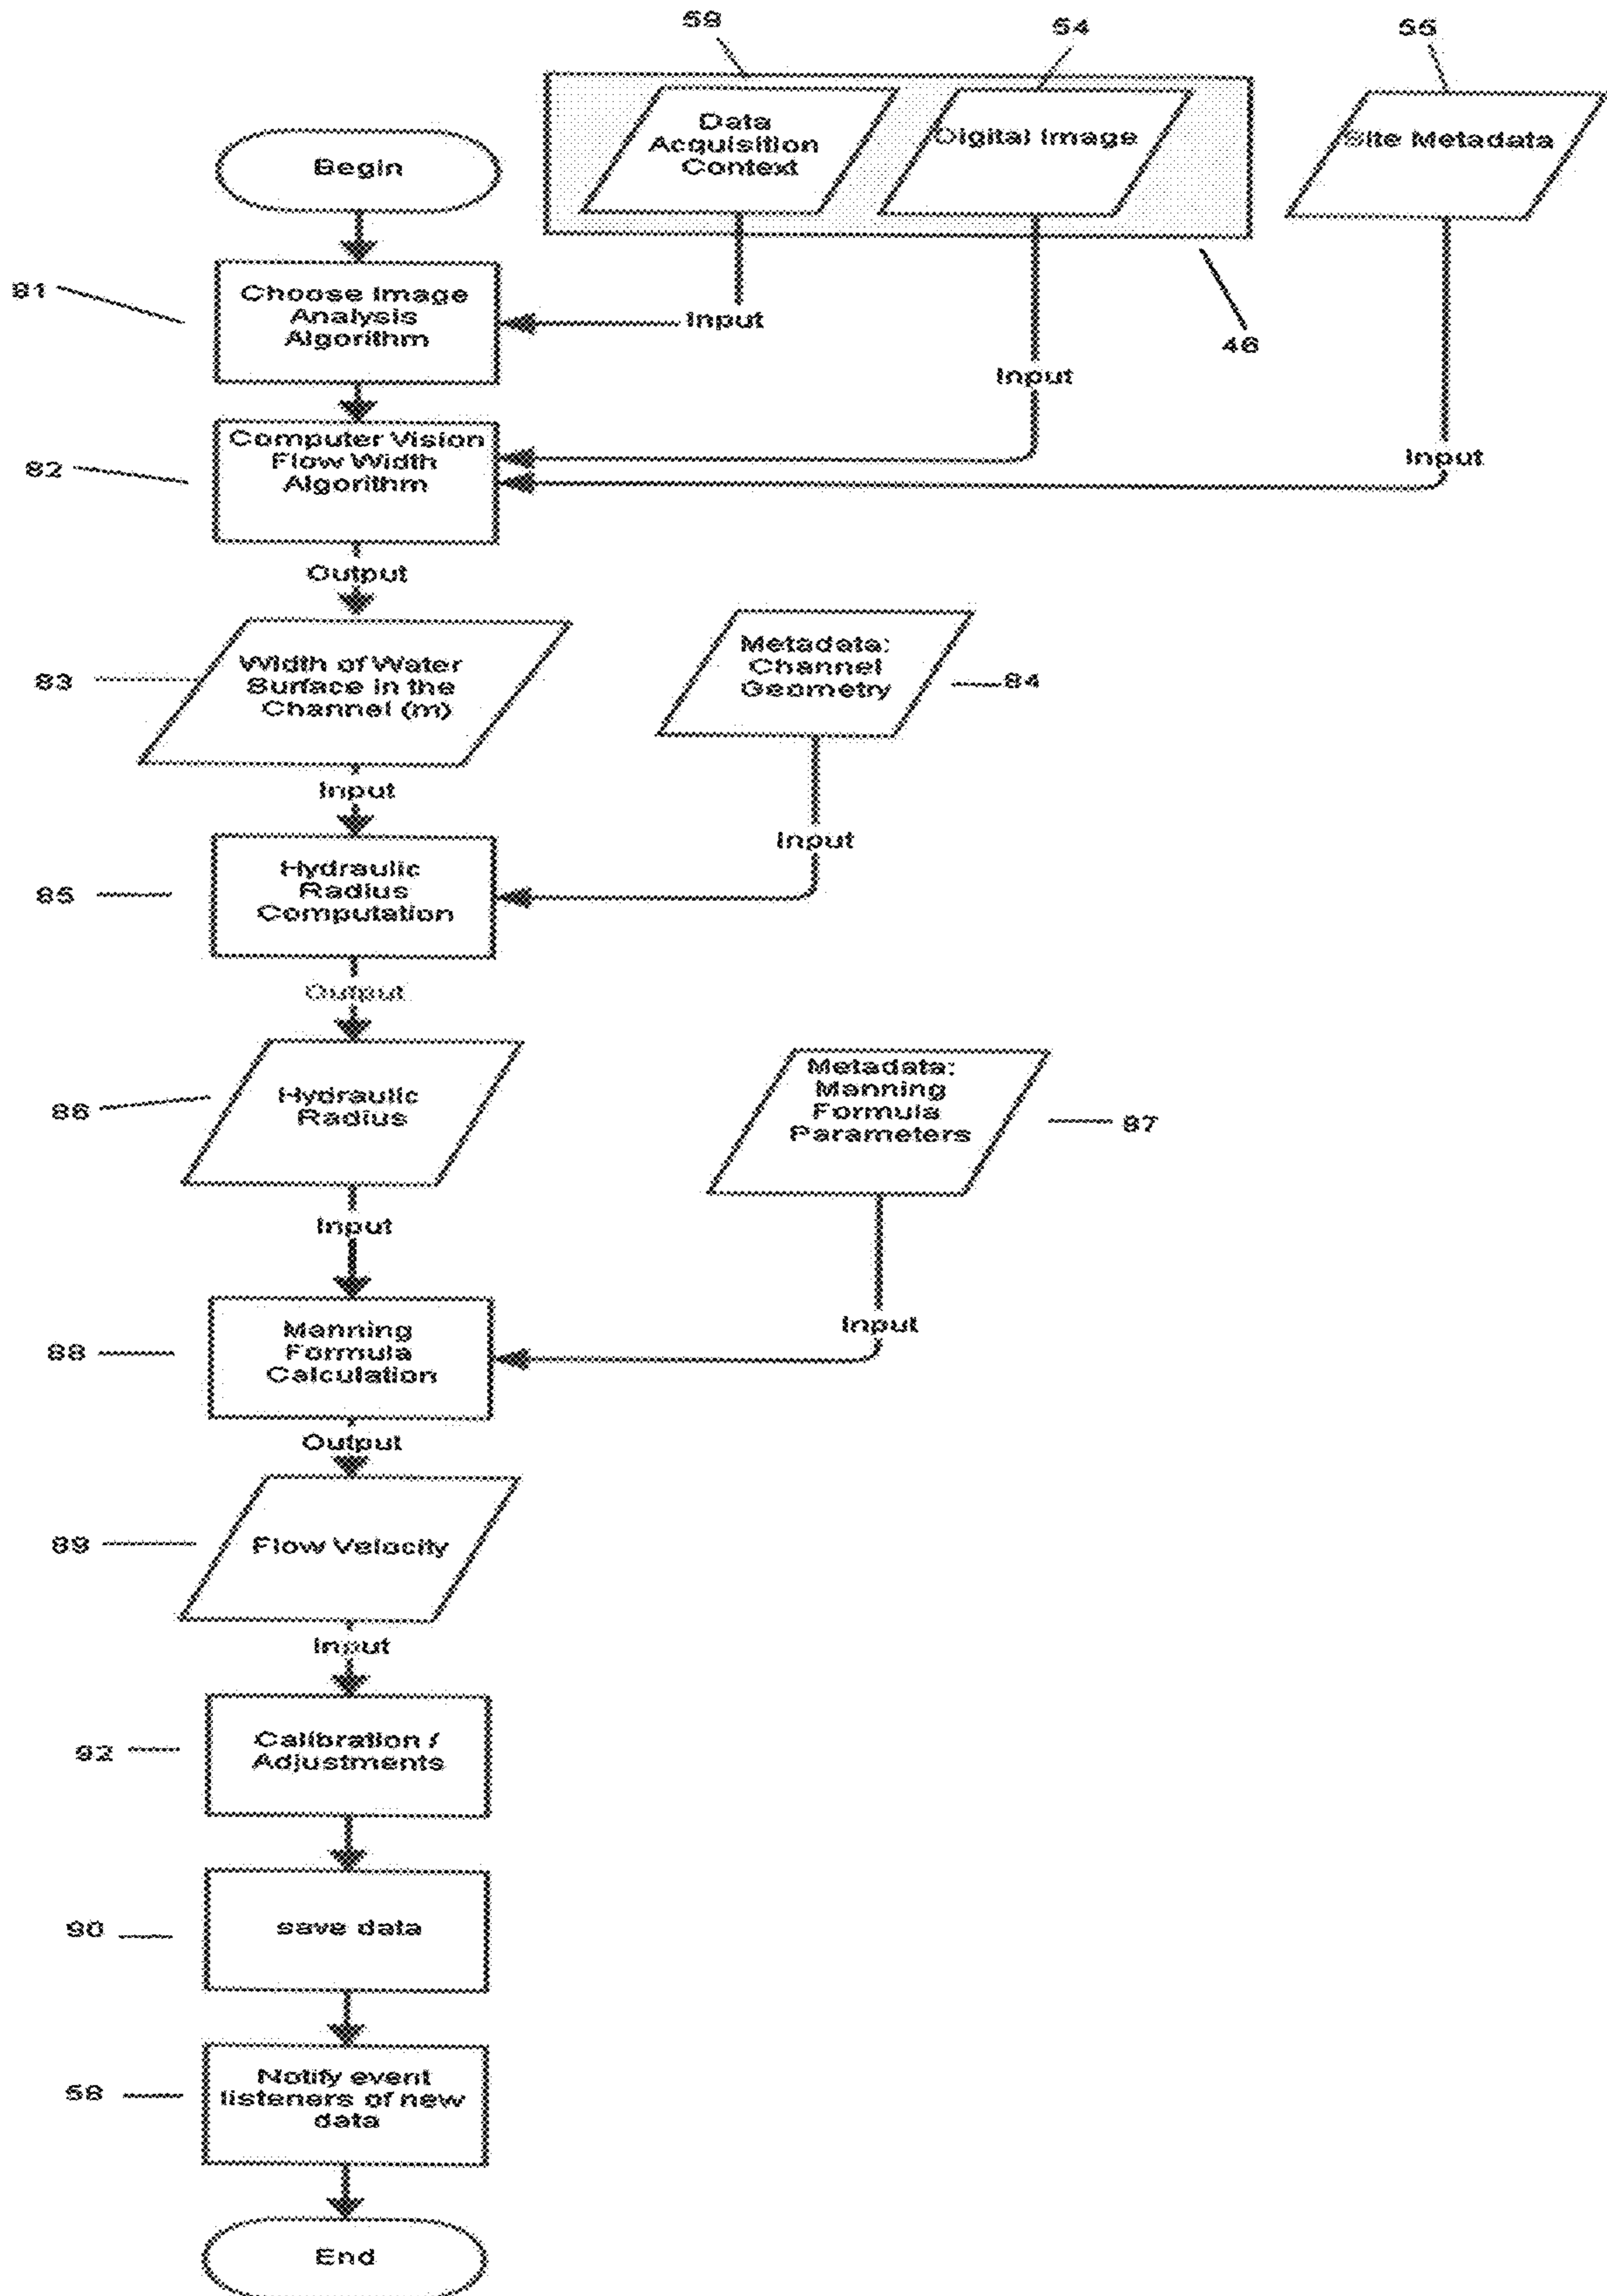 59
54
55
Data
Acquisition
Context
Digital Image
Site Metadata
Begin
81
Choose Image
Analysis
Algorithm
Input
46
Input
82
Computer Vision
Flow Width
Algorithm
Input
Output
83
Width of Water
Surface in the
Channel (m)
Metadata:
Channel
Geometry
84
Input
Input
85
Hydraulic
Radius
Computation
Output
86
Hydraulic
Radius
Metadata:
Manning
Formula
Parameters
87
Input
Input
88
Manning
Formula
Calculation
Output
89
Flow Velocity
Input
92
Calibration /
Adjustments
90
save data
58
Notify event
listeners of new
data
End